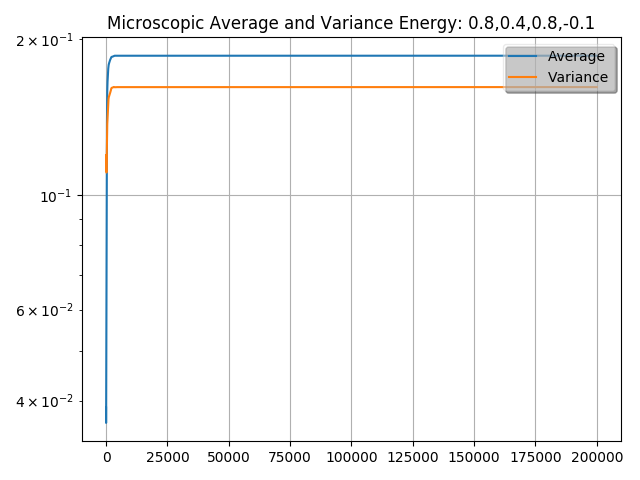 Microscopic Average and Variance Energy: 0.8,0.4,0.8,-0.1
2 × 10⁻¹
Average
Variance
10⁻¹
6 × 10⁻²
4 × 10⁻²
0 25000 50000 75000 100000 125000 150000 175000 200000